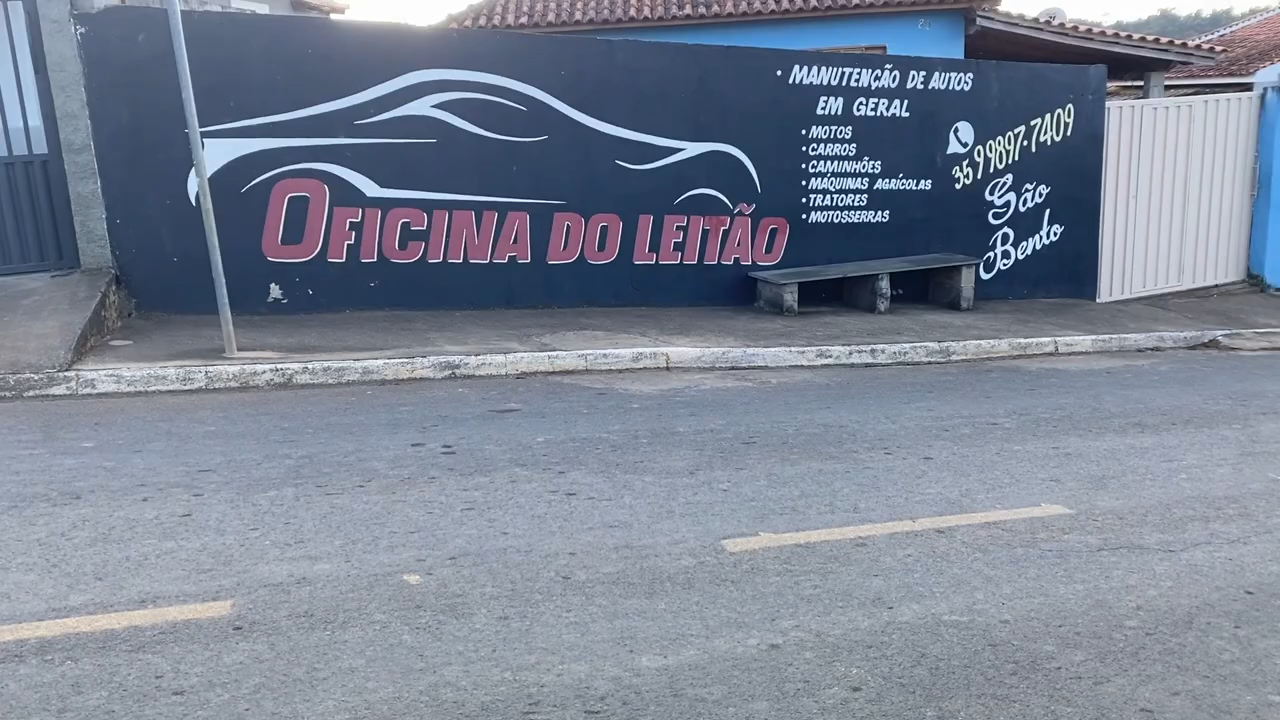 OFICINA DO LEITÃO
• MANUTENÇÃO DE AUTOS
EM GERAL
• MOTOS
• CARROS
• CAMINHÕES
• MÁQUINAS AGRÍCOLAS
• TRATORES
• MOTOSSERRAS
35 99897-7409
São
Bento